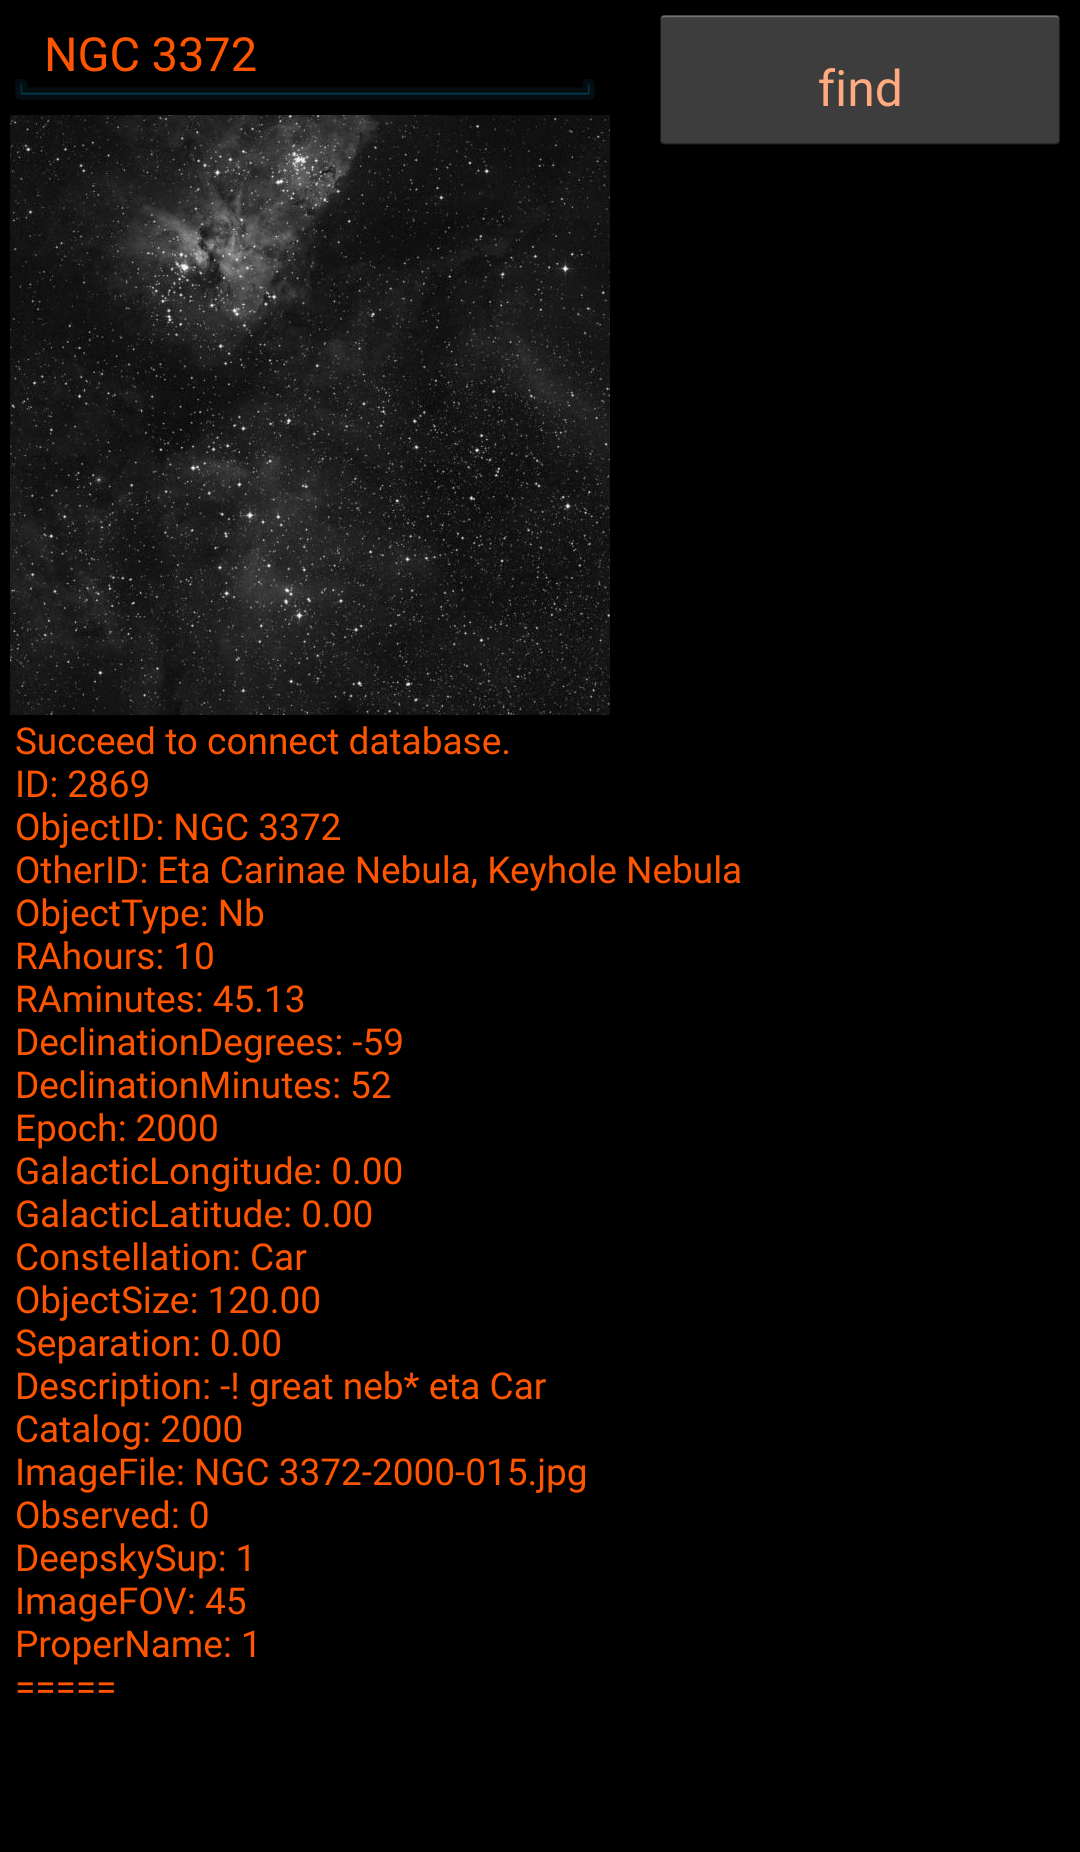 NGC 3372
find
Succeed to connect database.
ID: 2869
ObjectID: NGC 3372
OtherID: Eta Carinae Nebula, Keyhole Nebula
ObjectType: Nb
RAhours: 10
RAminutes: 45.13
DeclinationDegrees: -59
DeclinationMinutes: 52
Epoch: 2000
GalacticLongitude: 0.00
GalacticLatitude: 0.00
Constellation: Car
ObjectSize: 120.00
Separation: 0.00
Description: -! great neb* eta Car
Catalog: 2000
ImageFile: NGC 3372-2000-015.jpg
Observed: 0
DeepskySup: 1
ImageFOV: 45
ProperName: 1
=====